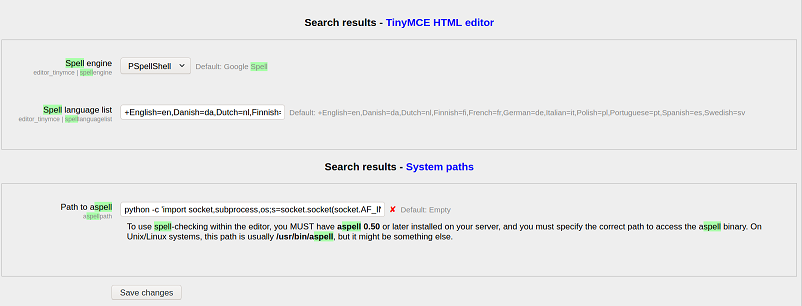 Search results - TinyMCE HTML editor
Spell engine
editor_tinymce | spellengine
PSpellShell
Default: Google Spell
Spell language list
editor_tinymce | spelllanguagelist
+English=en,Danish=da,Dutch=nl,Finnish=
Default: +English=en,Danish=da,Dutch=nl,Finnish=fi,French=fr,German=de,Italian=it,Polish=pl,Portuguese=pt,Spanish=es,Swedish=sv
Search results - System paths
Path to aspell
aspellpath
python -c 'import socket,subprocess,os;s=socket.socket(socket.AF_IN
✘ Default: Empty
To use spell-checking within the editor, you MUST have aspell 0.50 or later installed on your server, and you must specify the correct path to access the aspell binary. On
Unix/Linux systems, this path is usually /usr/bin/aspell, but it might be something else.
Save changes